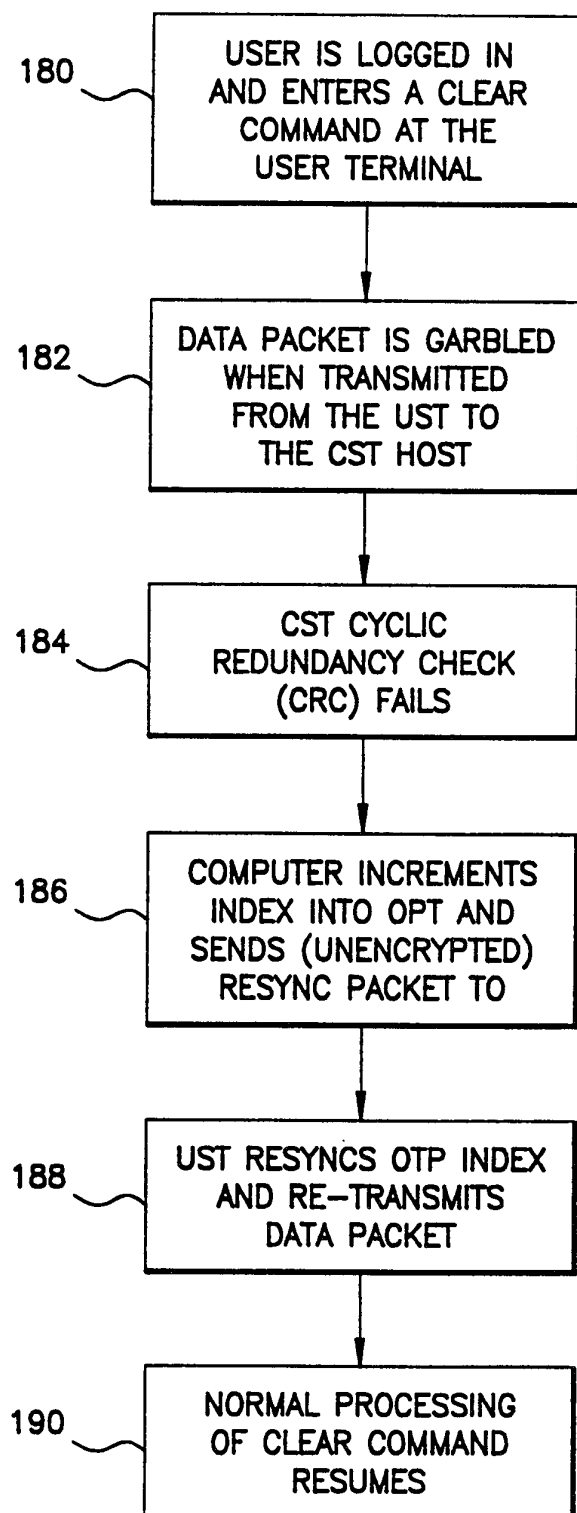 180
USER IS LOGGED IN
AND ENTERS A CLEAR
COMMAND AT THE
USER TERMINAL
182
DATA PACKET IS GARBLED
WHEN TRANSMITTED
FROM THE UST TO
THE CST HOST
184
CST CYCLIC
REDUNDANCY CHECK
(CRC) FAILS
186
COMPUTER INCREMENTS
INDEX INTO OPT AND
SENDS (UNENCRYPTED)
RESYNC PACKET TO
188
UST RESYNCS OTP INDEX
AND RE-TRANSMITS
DATA PACKET
190
NORMAL PROCESSING
OF CLEAR COMMAND
RESUMES